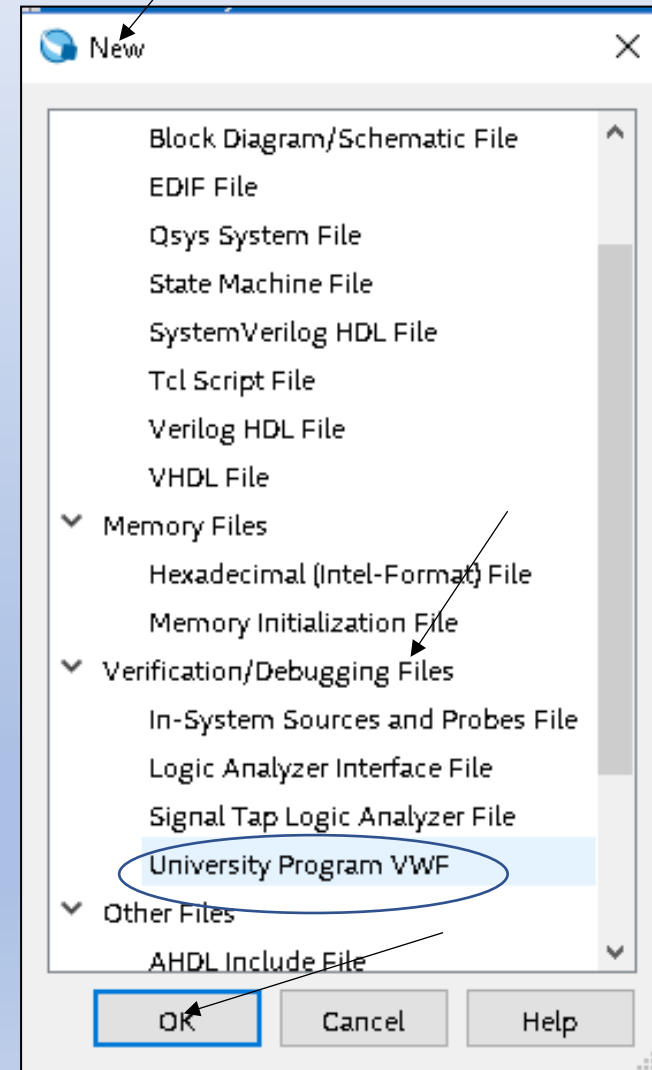 New
Block Diagram/Schematic File
EDIF File
Qsys System File
State Machine File
SystemVerilog HDL File
Tcl Script File
Verilog HDL File
VHDL File
Memory Files
Hexadecimal (Intel-Format) File
Memory Initialization File
Verification/Debugging Files
In-System Sources and Probes File
Logic Analyzer Interface File
Signal Tap Logic Analyzer File
University Program VWF
Other Files
AHDL Include File
OK Cancel Help